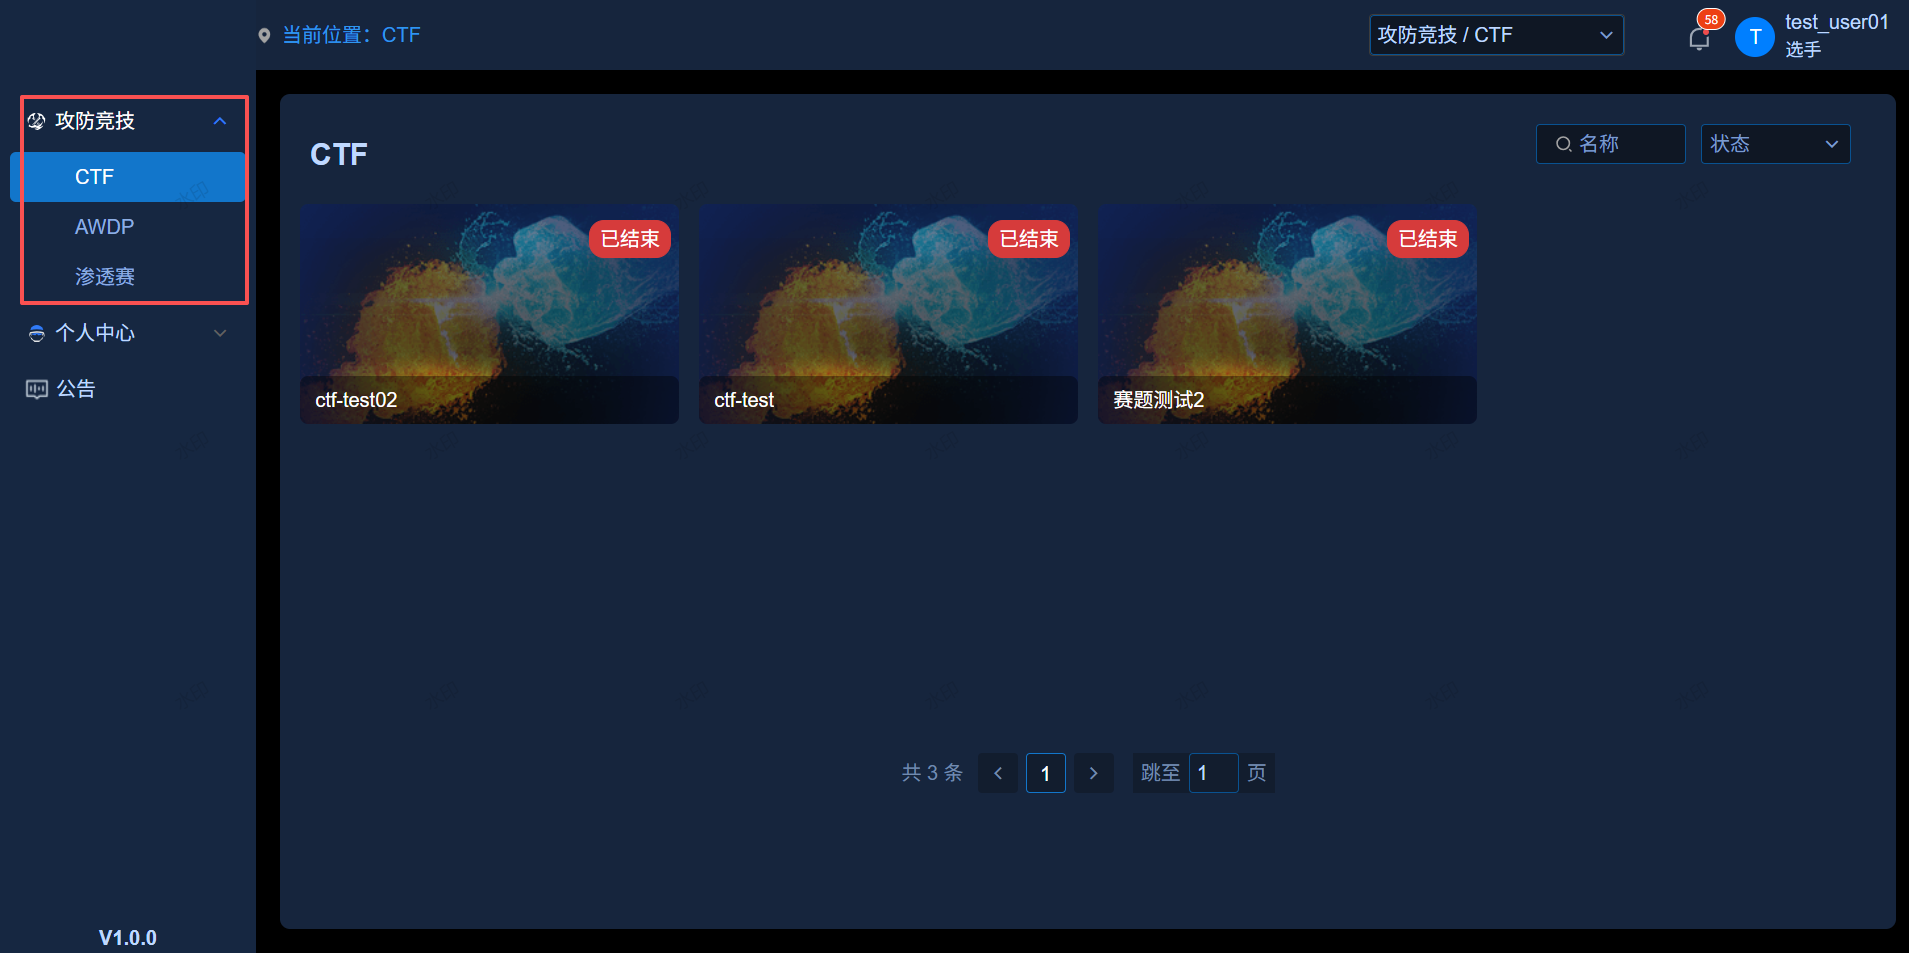 当前位置：CTF
攻防竞技 / CTF
58
T
test_user01
选手
攻防竞技
CTF
AWDP
渗透赛
个人中心
公告
V1.0.0
CTF
名称
状态
已结束
ctf-test02
已结束
ctf-test
已结束
赛题测试2
共 3 条
1
跳至 1 页
水印